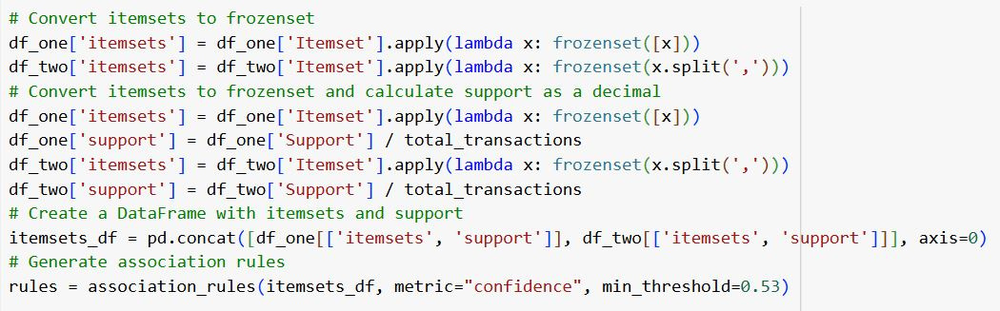 # Convert itemsets to frozenset
df_one['itemsets'] = df_one['Itemset'].apply(lambda x: frozenset([x]))
df_two['itemsets'] = df_two['Itemset'].apply(lambda x: frozenset(x.split(',')))
# Convert itemsets to frozenset and calculate support as a decimal
df_one['itemsets'] = df_one['Itemset'].apply(lambda x: frozenset([x]))
df_one['support'] = df_one['Support'] / total_transactions
df_two['itemsets'] = df_two['Itemset'].apply(lambda x: frozenset(x.split(',')))
df_two['support'] = df_two['Support'] / total_transactions
# Create a DataFrame with itemsets and support
itemsets_df = pd.concat([df_one[['itemsets', 'support']], df_two[['itemsets', 'support']]], axis=0)
# Generate association rules
rules = association_rules(itemsets_df, metric="confidence", min_threshold=0.53)